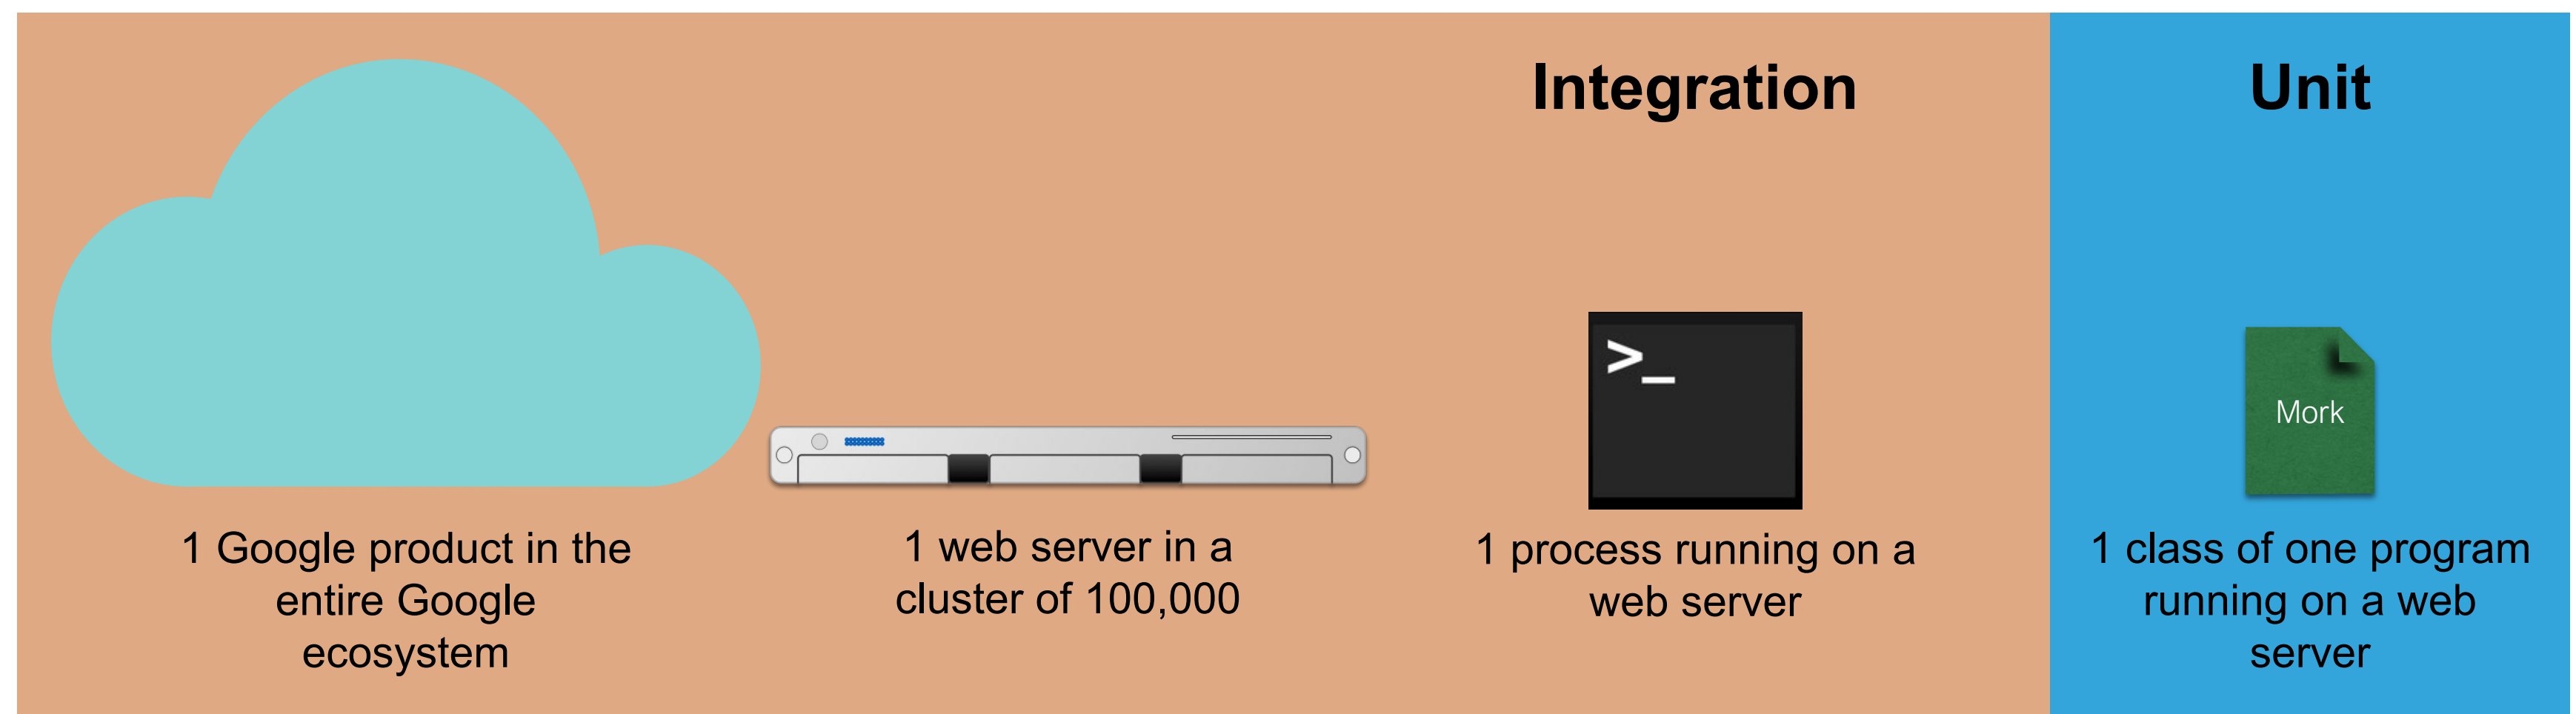 Integration
Unit
>_
Mork
1 Google product in the
entire Google
ecosystem
1 web server in a
cluster of 100,000
1 process running on a
web server
1 class of one program
running on a web
server